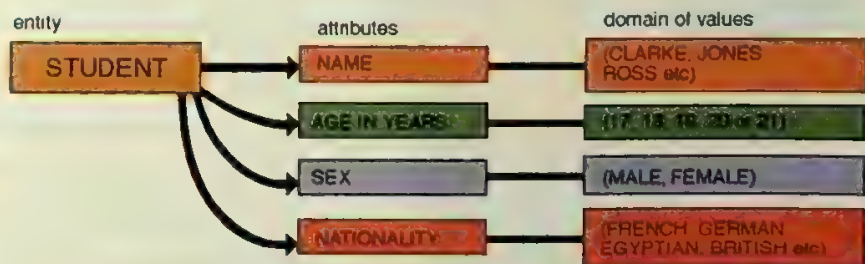 entity
attributes
domain of values
STUDENT
NAME
(CLARKE, JONES
ROSS etc)
AGE IN YEARS
(17, 18, 19, 20 or 21)
SEX
(MALE, FEMALE)
NATIONALITY
(FRENCH, GERMAN
EGYPTIAN, BRITISH etc)